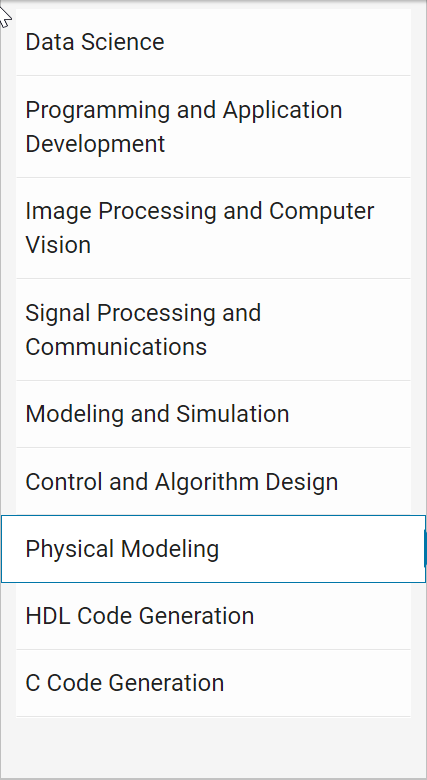 Data Science
Programming and Application
Development
Image Processing and Computer
Vision
Signal Processing and
Communications
Modeling and Simulation
Control and Algorithm Design
Physical Modeling
HDL Code Generation
C Code Generation